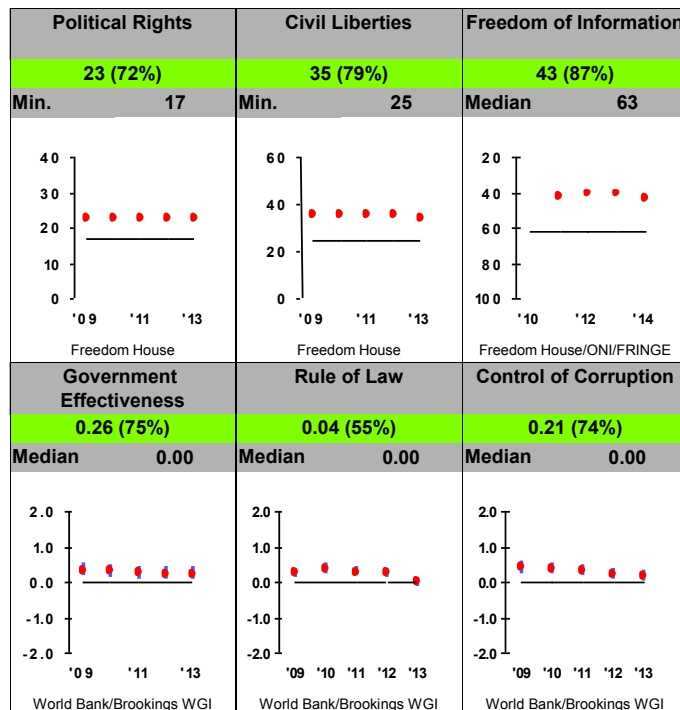 Political Rights
23 (72%)
Min. 17
40
30
20
10
0
'09 '11 '13
Freedom House
Civil Liberties
35 (79%)
Min. 25
60
40
20
0
'09 '11 '13
Freedom House
Freedom of Information
43 (87%)
Median 63
20
40
60
80
100
'10 '12 '14
Freedom House/ONI/FRINGE
Government
Effectiveness
0.26 (75%)
Median 0.00
2.0
1.0
0.0
-1.0
-2.0
'09 '11 '13
World Bank/Brookings WGI
Rule of Law
0.04 (55%)
Median 0.00
2.0
1.0
0.0
-1.0
-2.0
'09 '10 '11 '12 '13
World Bank/Brookings WGI
Control of Corruption
0.21 (74%)
Median 0.00
2.0
1.0
0.0
-1.0
-2.0
'09 '10 '11 '12 '13
World Bank/Brookings WGI